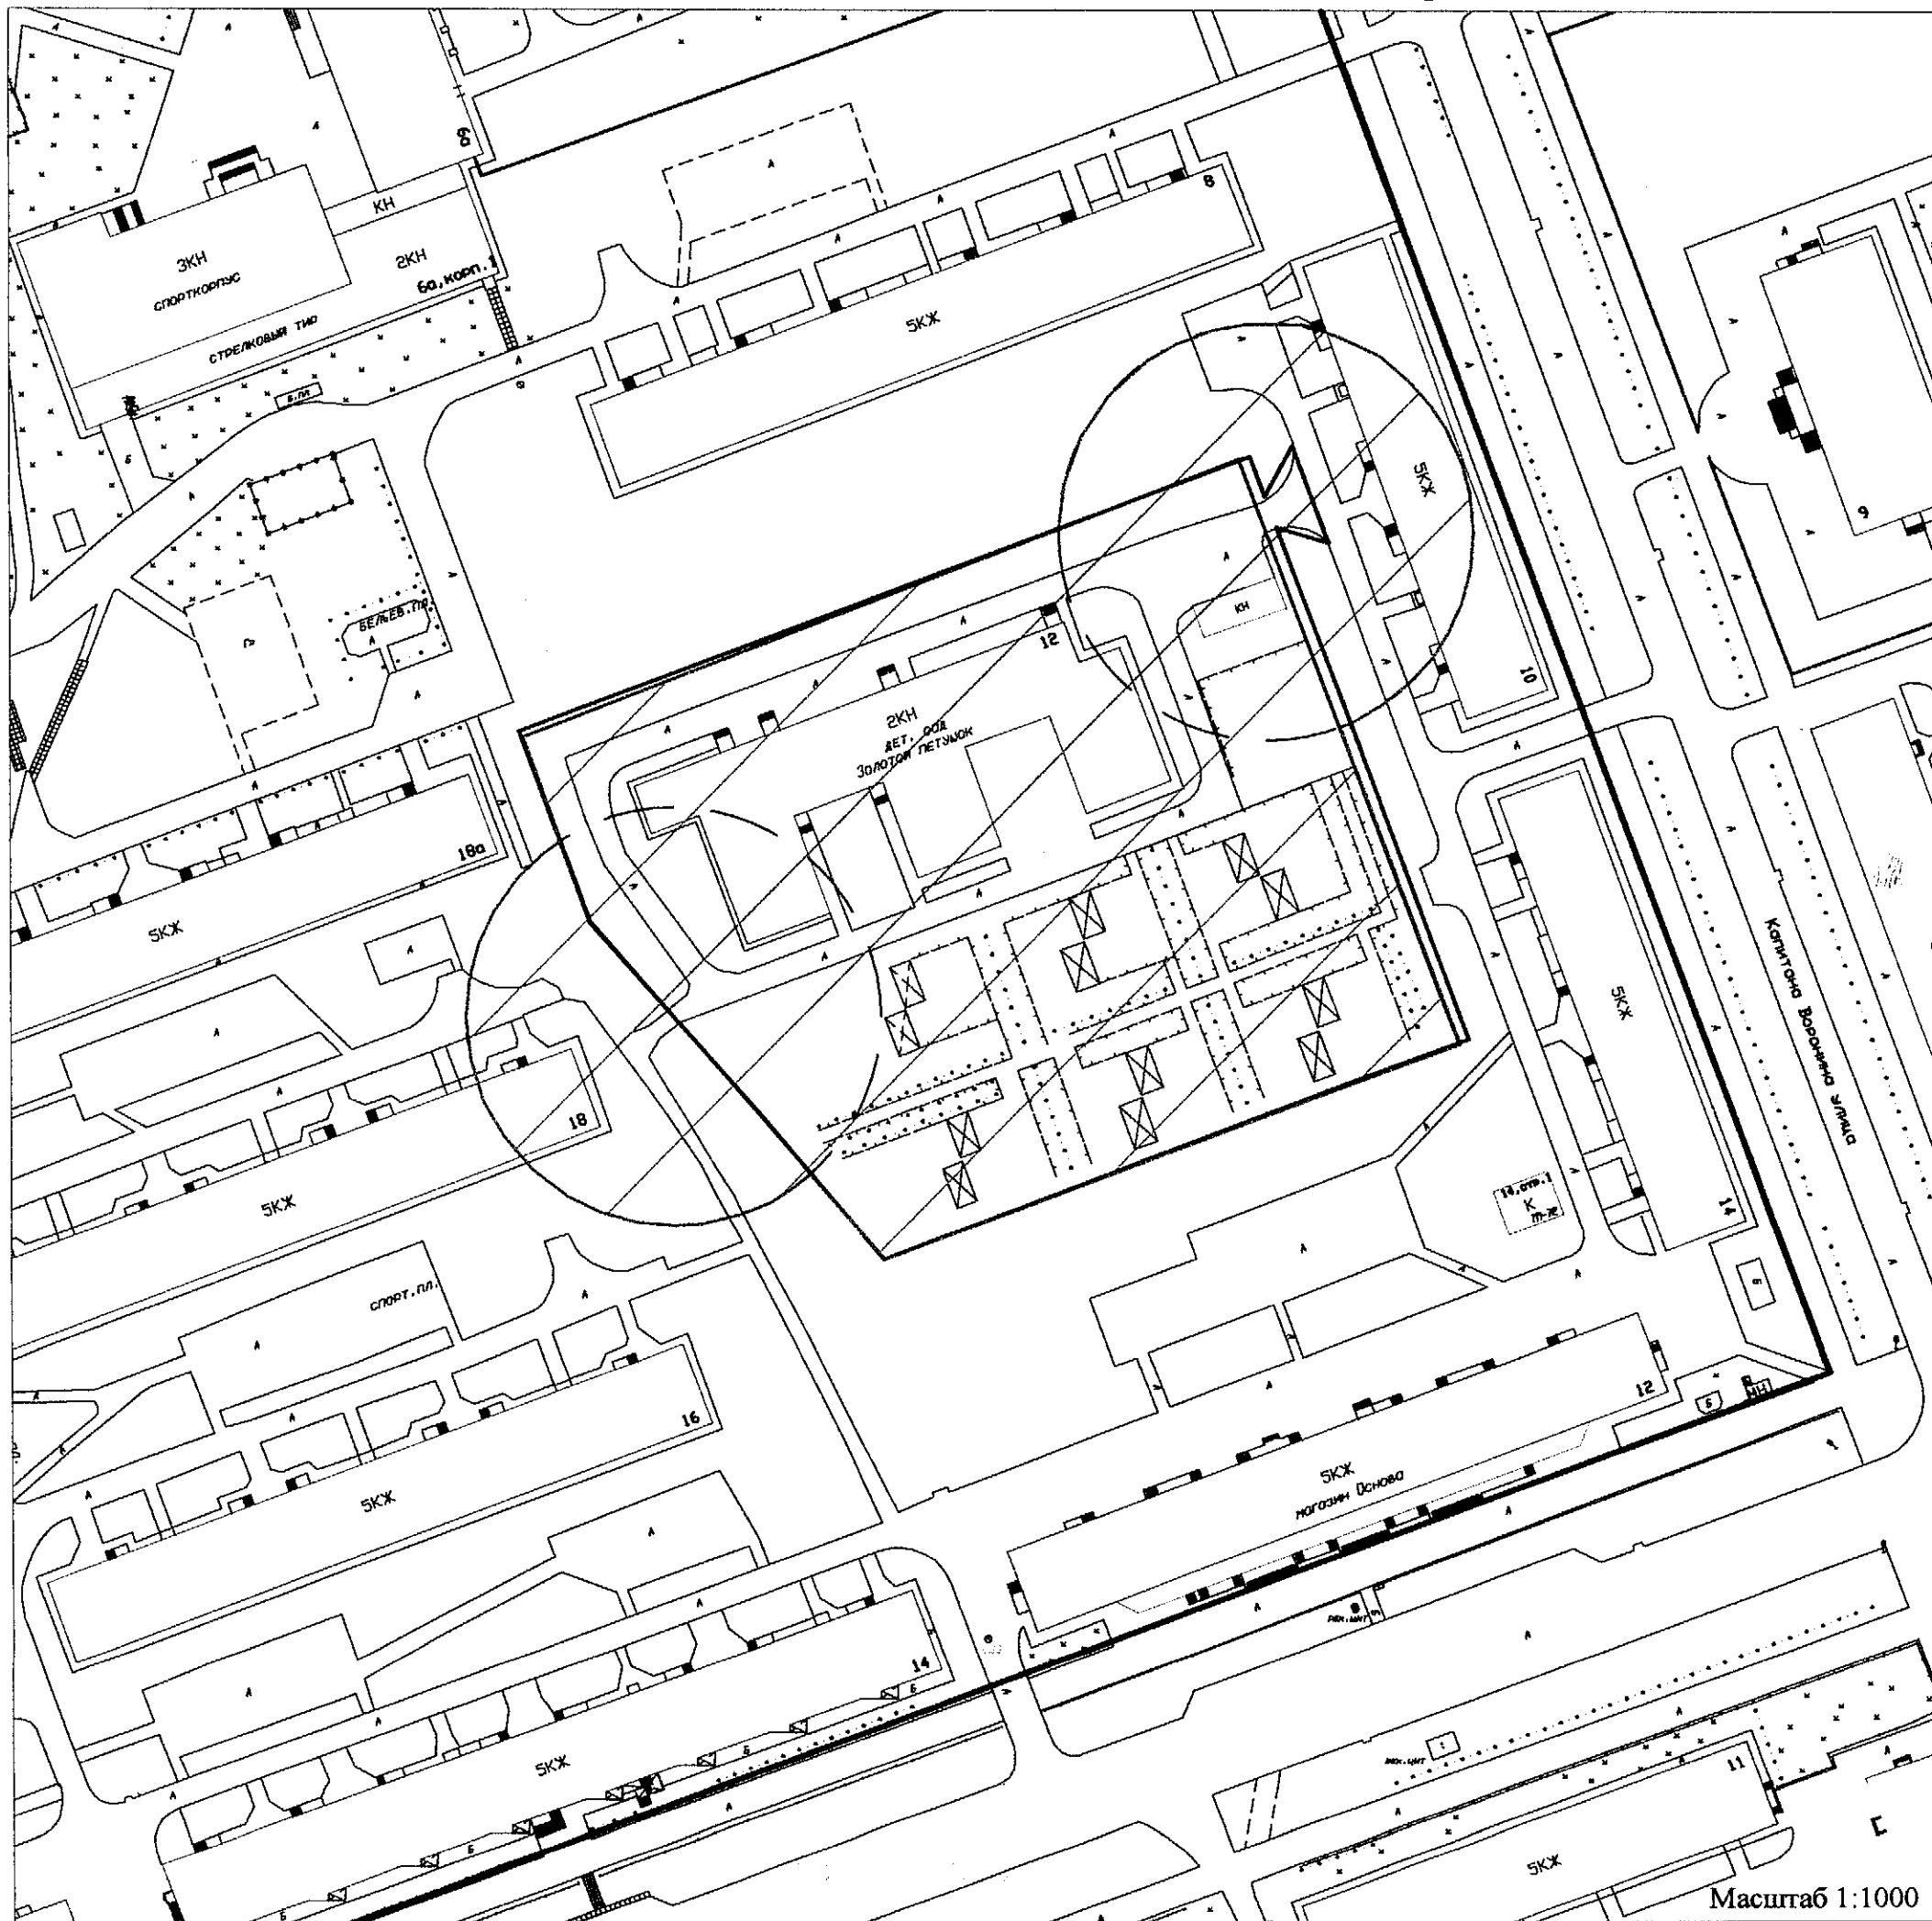 6а
КН
3КН
СПОРТКОРПУС
2КН
6а,корп.1
СТРЕЛКОВЫЙ ТИР
Б.ПЛ
8
5КЖ
5КЖ
9
БЕЛЬЕВ.ПЛ.
КН
12
10
2КН
ДЕТ. САД
ЗОЛОТОЙ ПЕТУШОК
18а
5КЖ
5КЖ
Капитана Воронина улица
18
5КЖ
14,стр.1
К
14
СПОРТ.ПЛ.
16
5КЖ
12
5КЖ
магазин Основа
14
5КЖ
11
5КЖ
Масштаб 1:1000